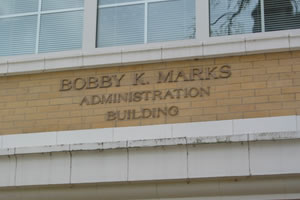 BOBBY K. MARKS
ADMINISTRATION
BUILDING